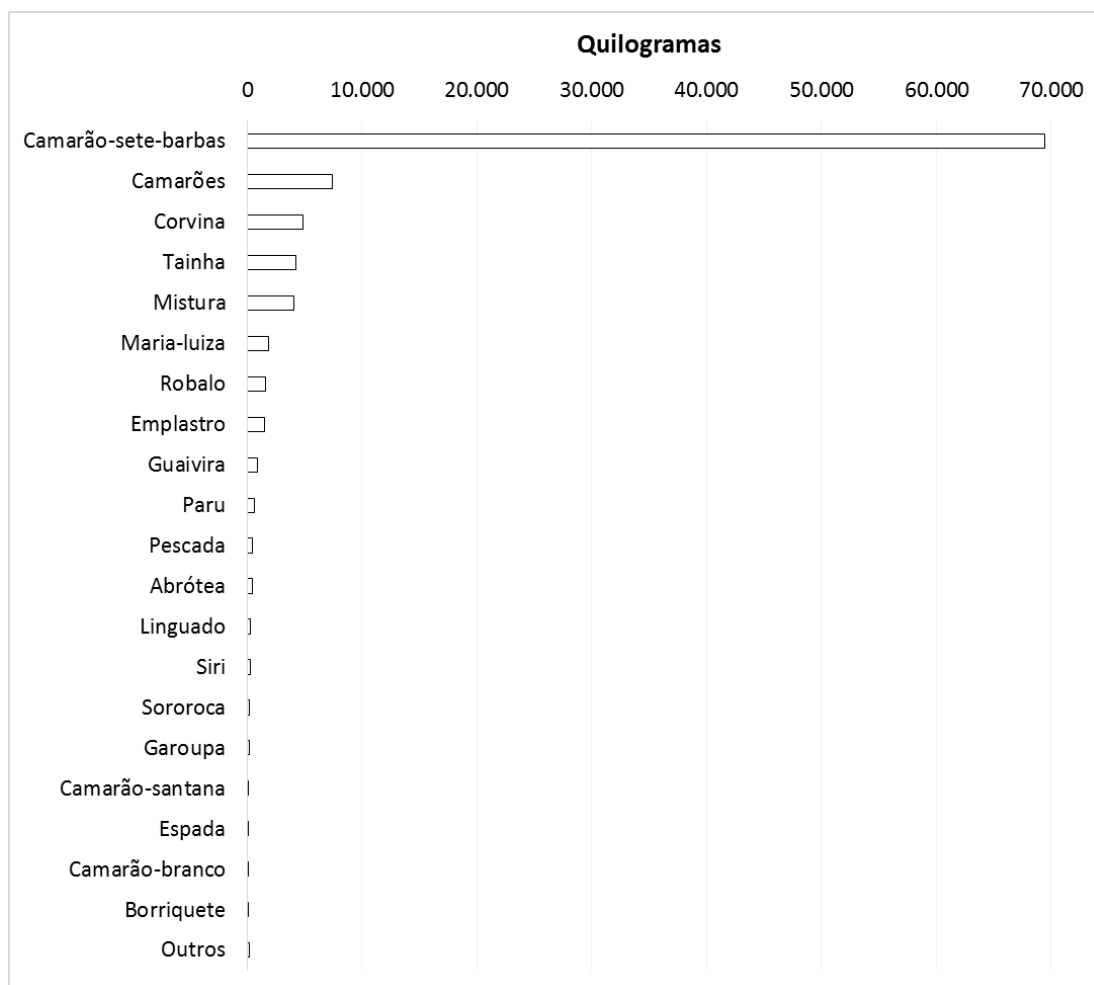 Quilogramas
0 10.000 20.000 30.000 40.000 50.000 60.000 70.000
Camarão-sete-barbas
Camarões
Corvina
Tainha
Mistura
Maria-luiza
Robalo
Emplastro
Guaivira
Paru
Pescada
Abrótea
Linguado
Siri
Sororoca
Garoupa
Camarão-santana
Espada
Camarão-branco
Borriquete
Outros